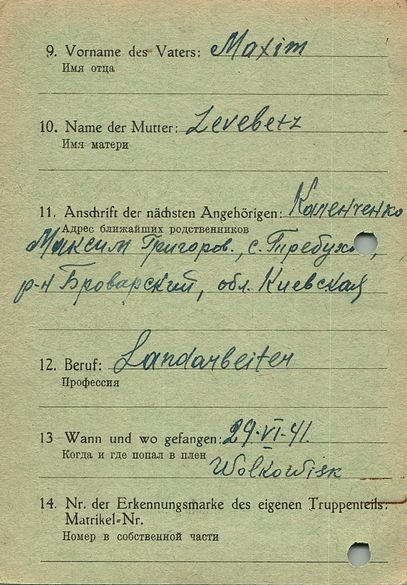 9. Vorname des Vaters: Maxim
Имя отца
10. Name der Mutter: Levebetz
Имя матери
11. Anschrift der nächsten Angehörigen: Каленченко
Адрес ближайших родственников
Максим Григоров., с. Требухо ,
р-н Броварский, обл. Киевская
12. Beruf: Landarbeiter
Профессия
13 Wann und wo gefangen: 29·VI·41.
Когда и где попал в плен
Wolkowisk
14. Nr. der Erkennungsmarke des eigenen Truppenteils:
Matrikel-Nr.
Номер в собственной части